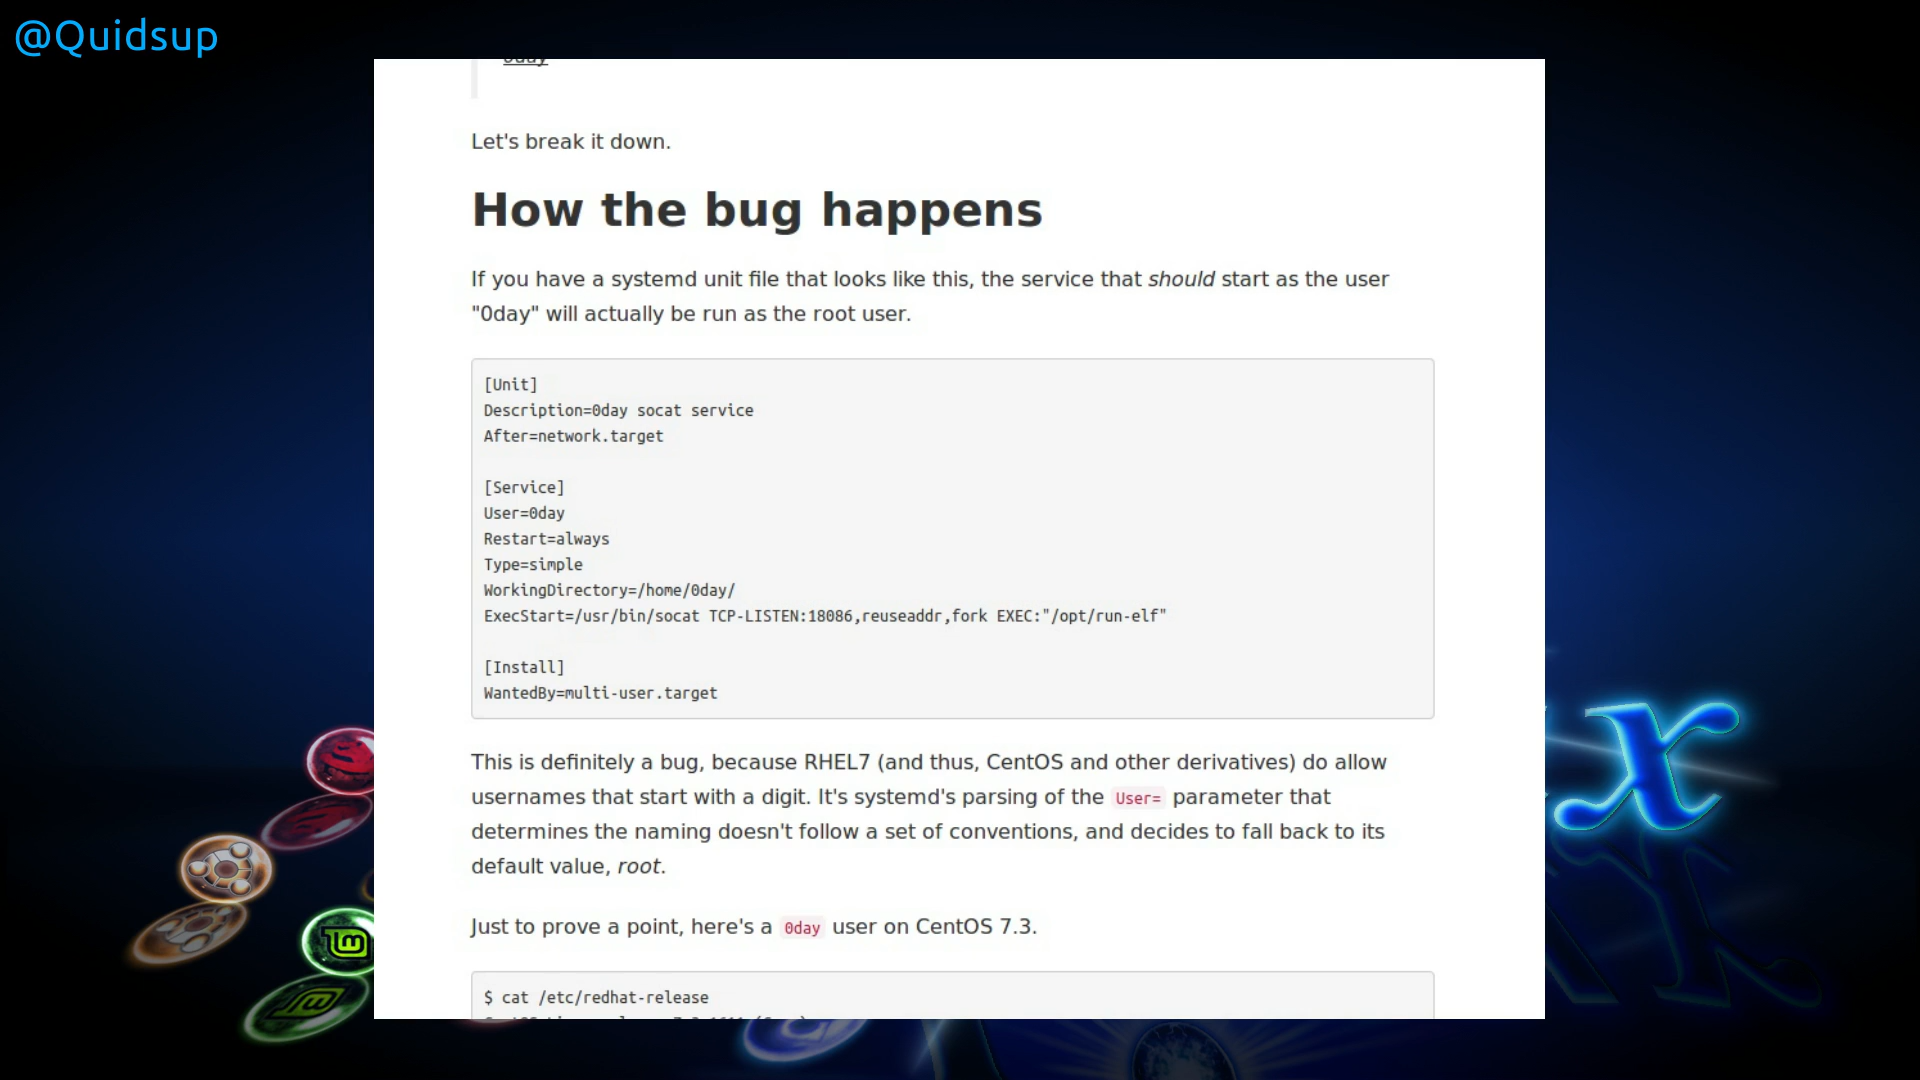 @Quidsup
0day
Let's break it down.
How the bug happens
If you have a systemd unit file that looks like this, the service that should start as the user
"0day" will actually be run as the root user.
[Unit]
Description=0day socat service
After=network.target
[Service]
User=0day
Restart=always
Type=simple
WorkingDirectory=/home/0day/
ExecStart=/usr/bin/socat TCP-LISTEN:18086,reuseaddr,fork EXEC:"/opt/run-elf"
[Install]
WantedBy=multi-user.target
This is definitely a bug, because RHEL7 (and thus, CentOS and other derivatives) do allow
usernames that start with a digit. It's systemd's parsing of the User= parameter that
determines the naming doesn't follow a set of conventions, and decides to fall back to its
default value, root.
Just to prove a point, here's a 0day user on CentOS 7.3.
$ cat /etc/redhat-release
x